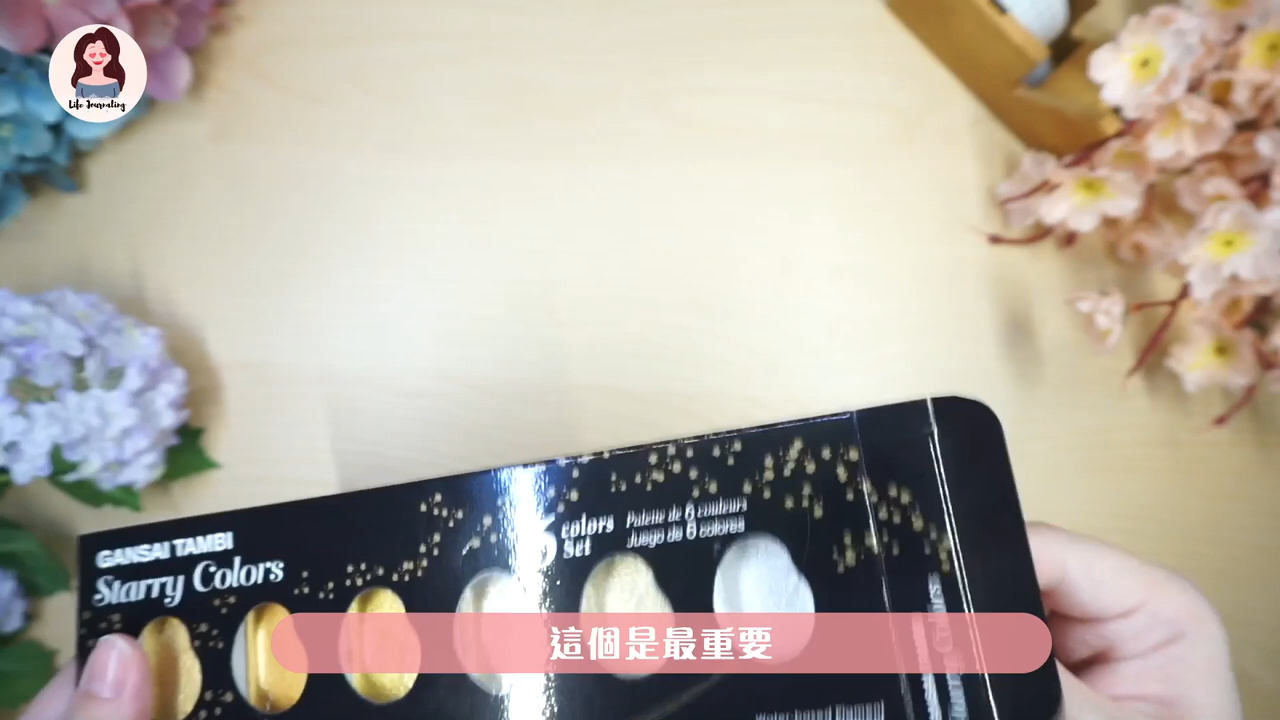 Life Journaling
GANSAI TAMBI
Starry Colors
6 colors
Set
Palette de 6 couleurs
Juego de 6 colores
這個是最重要